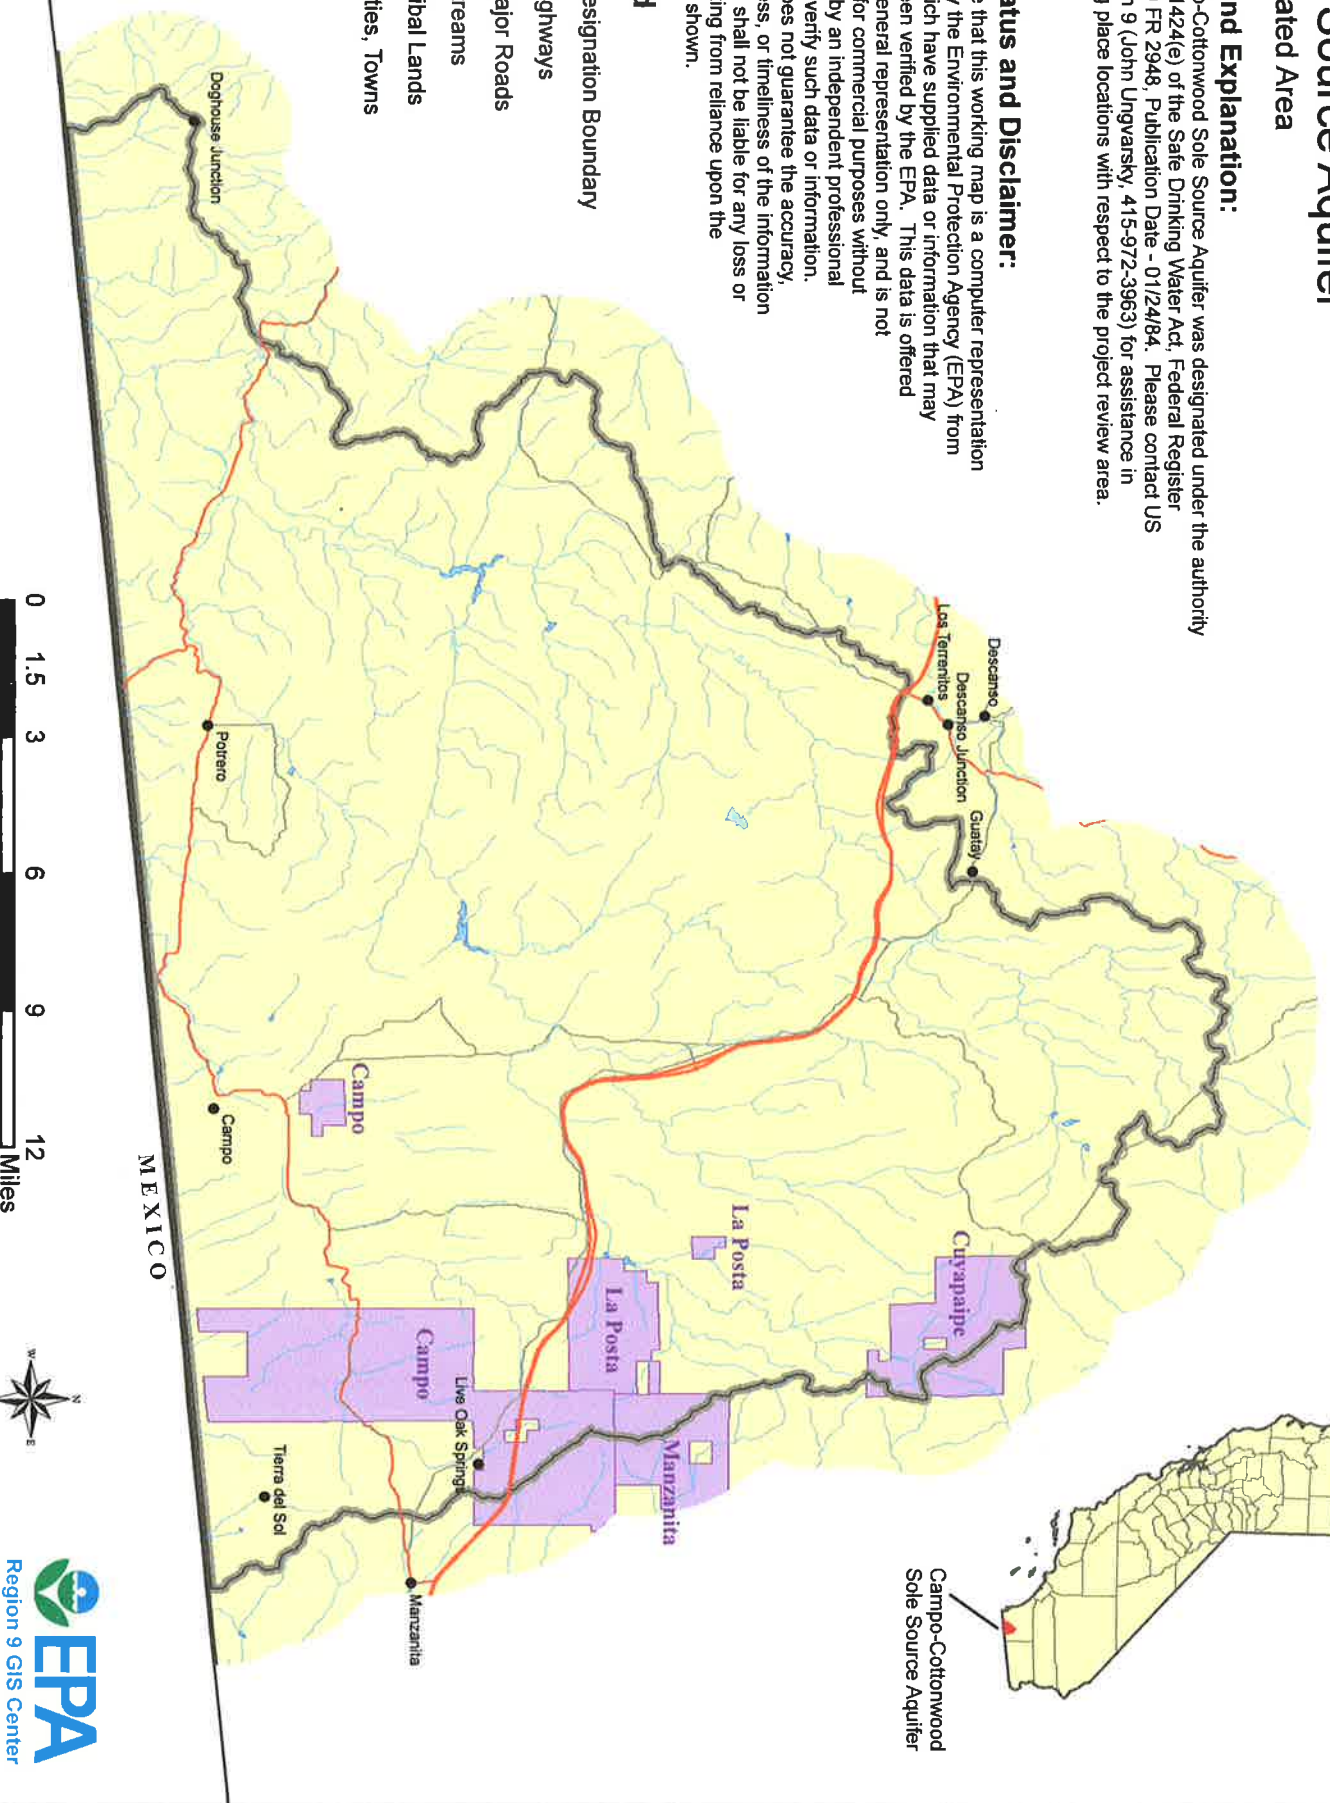 Source Aquifer
ated Area
nd Explanation:
o-Cottonwood Sole Source Aquifer was designated under the authority
1424(e) of the Safe Drinking Water Act, Federal Register
FR 2948, Publication Date - 01/24/84. Please contact US
n 9 (John Ungvarsky, 415-972-3963) for assistance in
g place locations with respect to the project review area.
atus and Disclaimer:
e that this working map is a computer representation
y the Environmental Protection Agency (EPA) from
ich have supplied data or information that may
een verified by the EPA. This data is offered
eneral representation only, and is not
for commercial purposes without
by an independent professional
verify such data or information.
oes not guarantee the accuracy,
ess, or timeliness of the information
shall not be liable for any loss or
ing from reliance upon the
shown.
d
esignation Boundary
ghways
ajor Roads
reams
ibal Lands
ties, Towns
Doghouse Junction
Los Terrenitos
Descanso
Descanso Junction
Guatay
Potrero
Campo
Campo
MEXICO
La Posta
Cuyapaipe
La Posta
Campo
Live Oak Springs
Manzanita
Tierra del Sol
Manzanita
Campo-Cottonwood
Sole Source Aquifer
0 1.5 3 6 9 12
Miles
N
W
E
EPA
Region 9 GIS Center